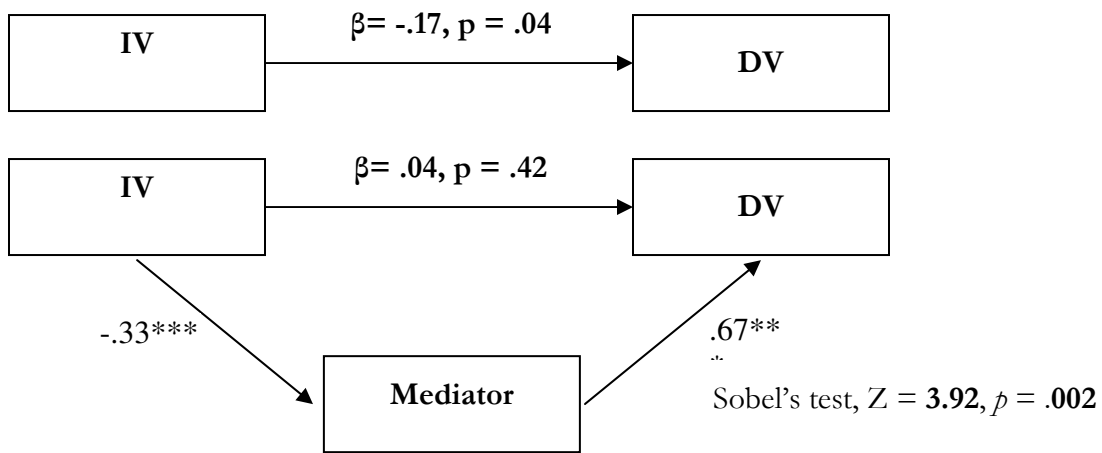 β= -.17, p = .04
IV
DV
β= .04, p = .42
IV
DV
-.33***
.67**
*
Mediator
Sobel's test, Z = 3.92, p = .002